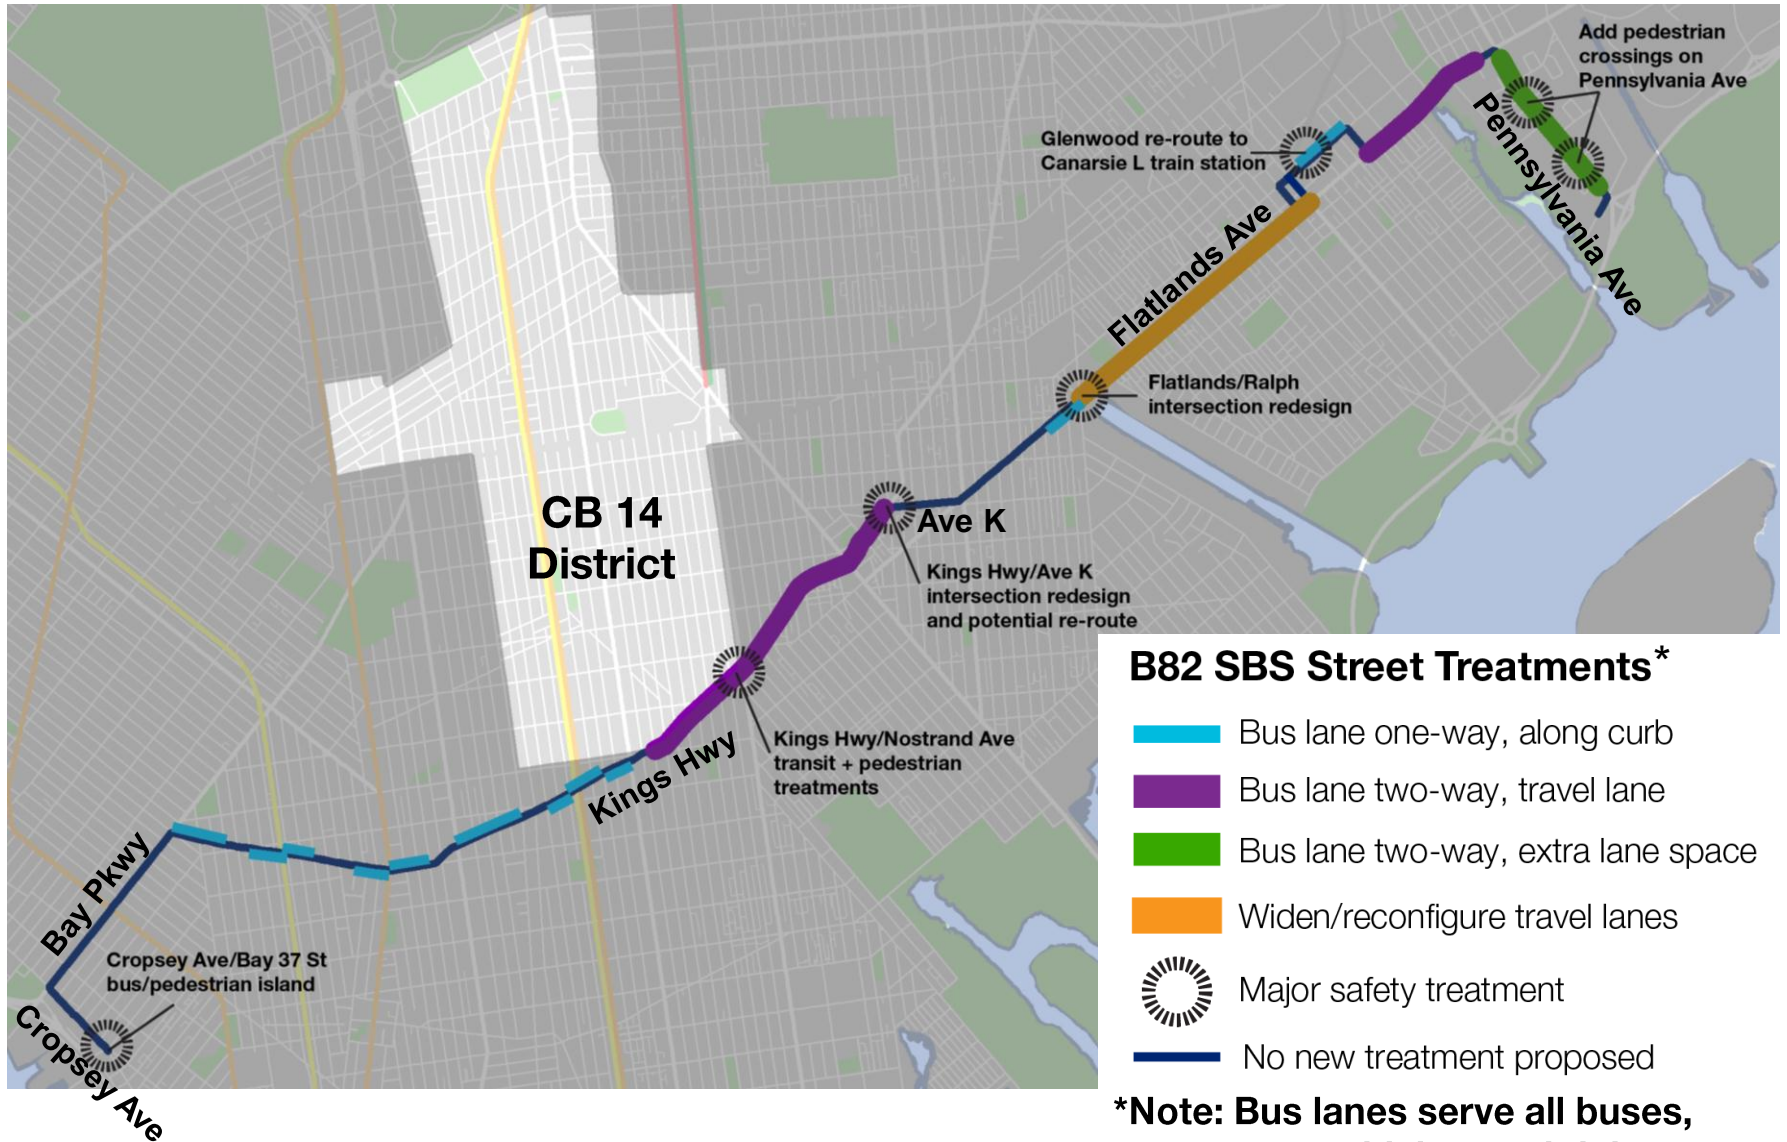 Add pedestrian
crossings on
Pennsylvania Ave
Glenwood re-route to
Canarsie L train station
Pennsylvania Ave
Flatlands Ave
Flatlands/Ralph
intersection redesign
CB 14
District
Ave K
Kings Hwy/Ave K
intersection redesign
and potential re-route
Kings Hwy/Nostrand Ave
transit + pedestrian
treatments
Kings Hwy
Bay Pkwy
Cropsey Ave/Bay 37 St
bus/pedestrian island
Cropsey Ave
B82 SBS Street Treatments*
Bus lane one-way, along curb
Bus lane two-way, travel lane
Bus lane two-way, extra lane space
Widen/reconfigure travel lanes
Major safety treatment
No new treatment proposed
*Note: Bus lanes serve all buses,